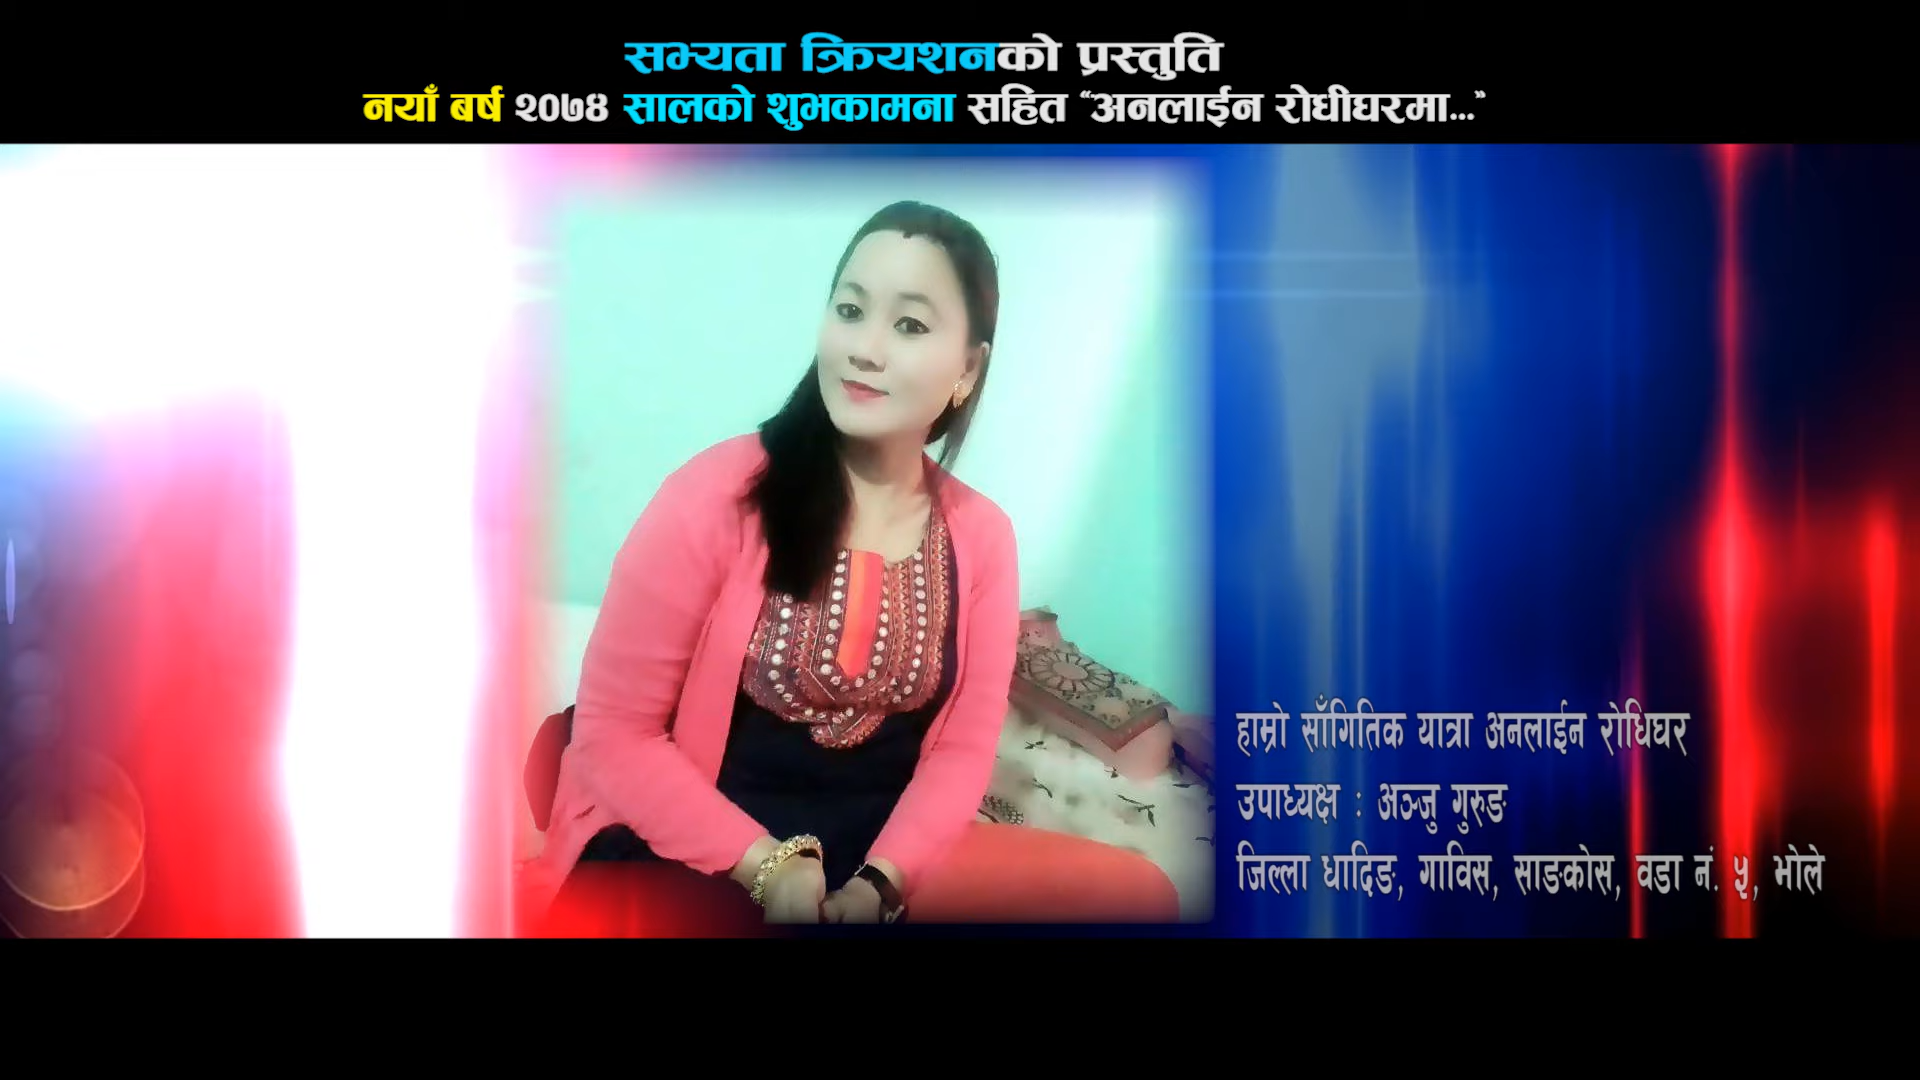 सभ्यता क्रियशनको प्रस्तुति
नयाँ बर्ष २०७४ सालको शुभकामना सहित “अनलाईन रोधीघरमा...”
हाम्रो साँगितिक यात्रा अनलाईन रोधिघर
उपाध्यक्ष : अञ्जु गुरुङ
जिल्ला धादिङ, गाविस, साङकोस, वडा नं. ५, भोले